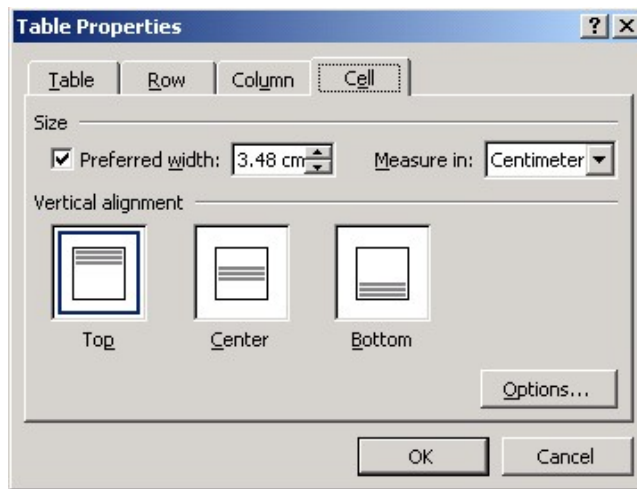 Table Properties
Table Row Column Cell
Size
Preferred width: 3.48 cm Measure in: Centimeter
Vertical alignment
Top Center Bottom
Options...
OK Cancel